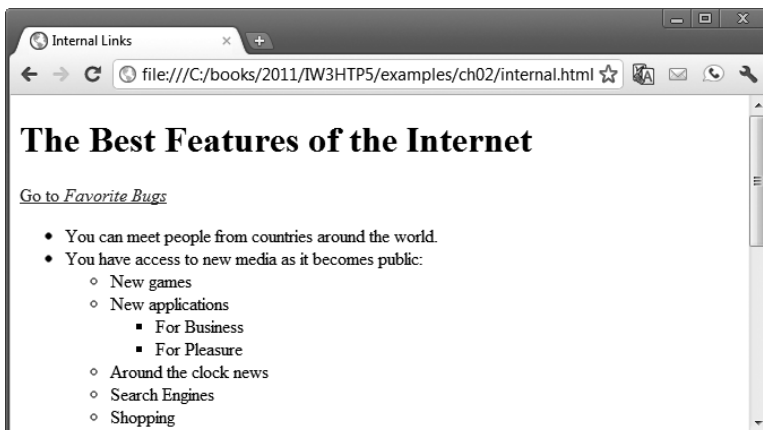 Internal Links
file:///C:/books/2011/IW3HTP5/examples/ch02/internal.html
The Best Features of the Internet
Go to Favorite Bugs
You can meet people from countries around the world.
You have access to new media as it becomes public:
New games
New applications
For Business
For Pleasure
Around the clock news
Search Engines
Shopping